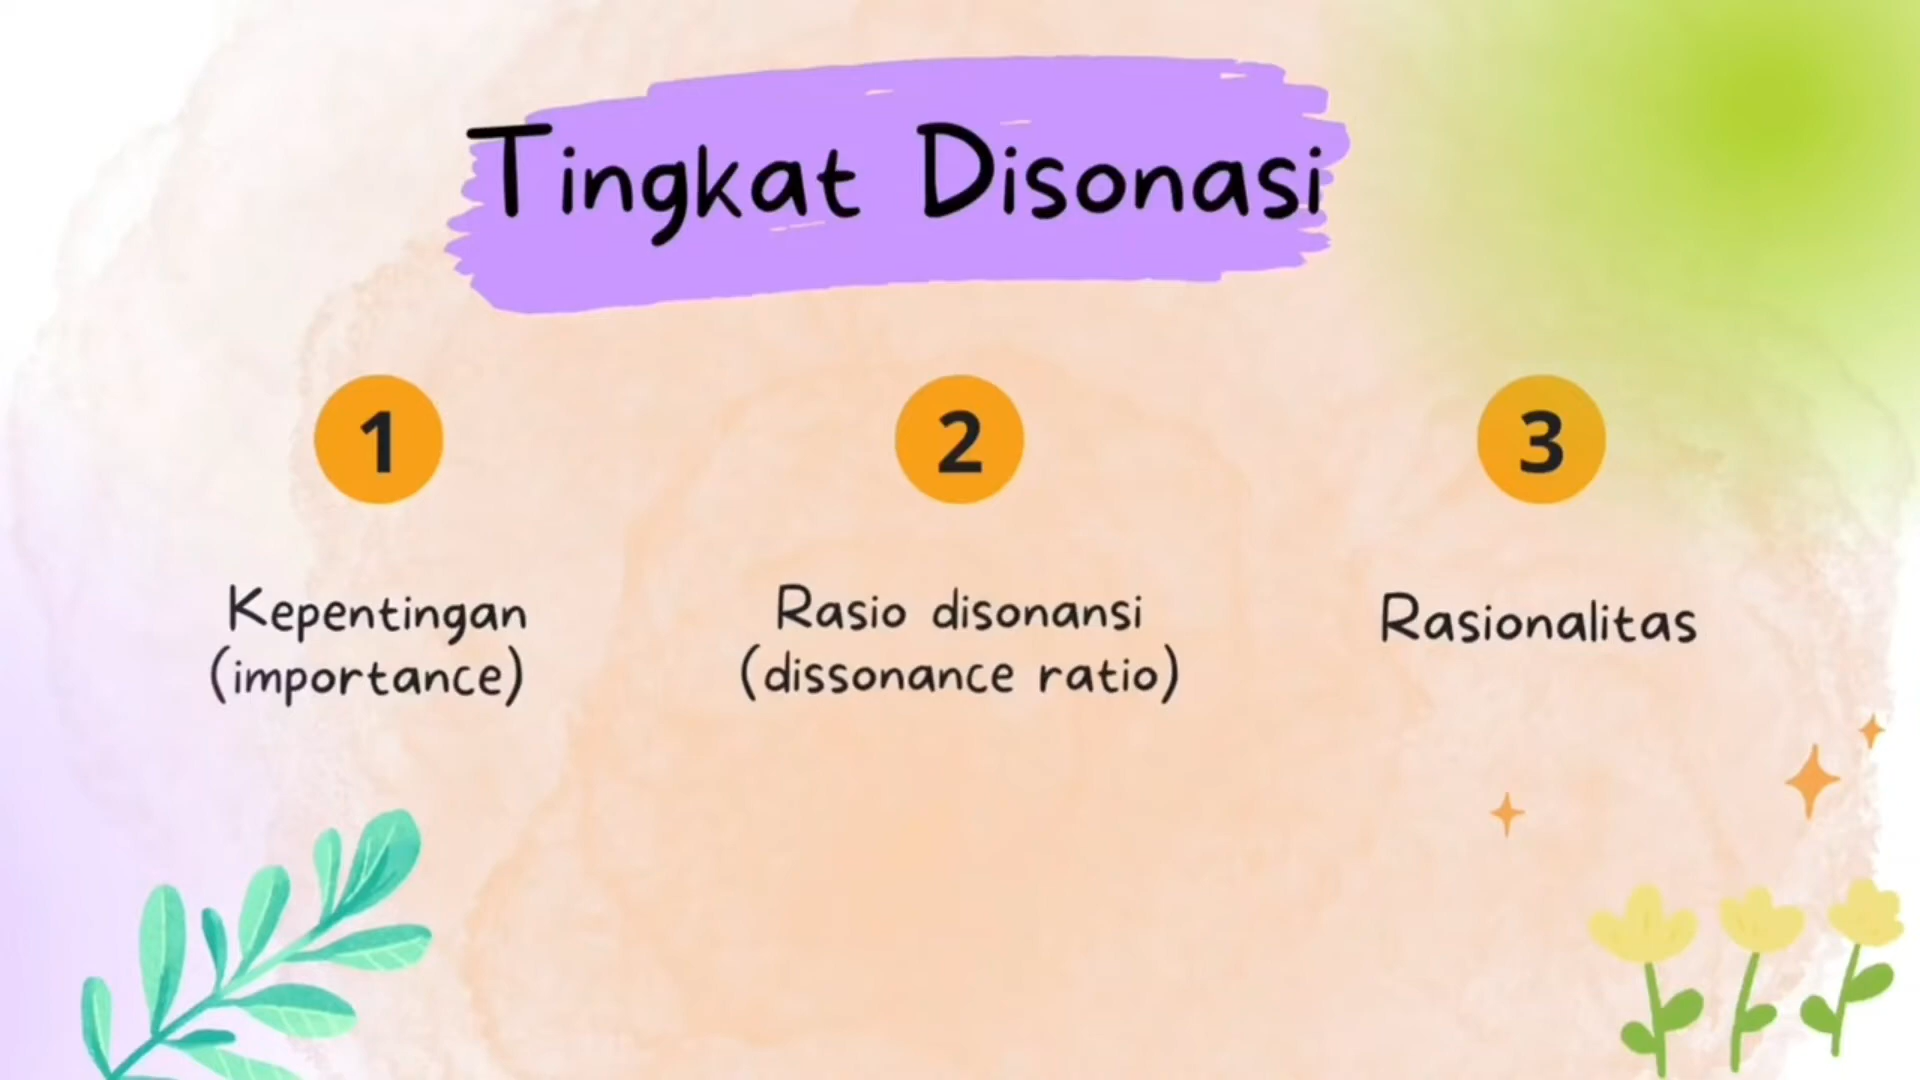 Tingkat Disonasi
1
2
3
Kepentingan
(importance)
Rasio disonansi
(dissonance ratio)
Rasionalitas